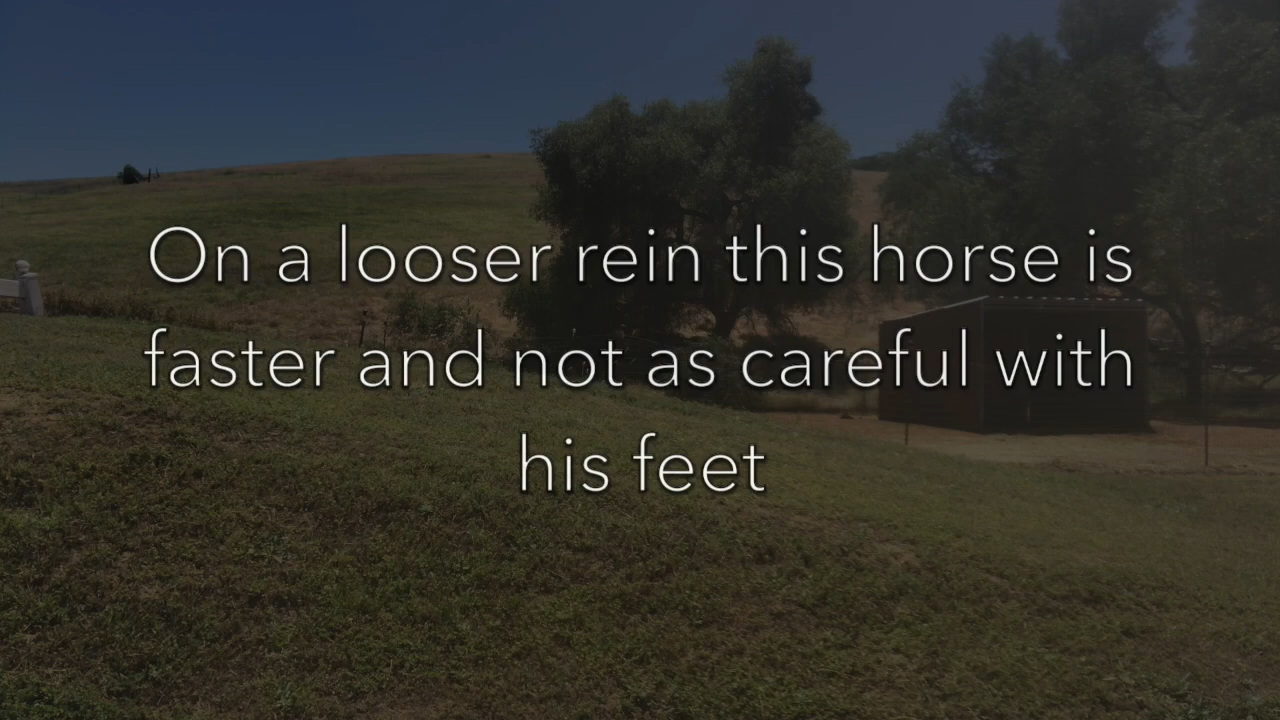 On a looser rein this horse is
faster and not as careful with
his feet